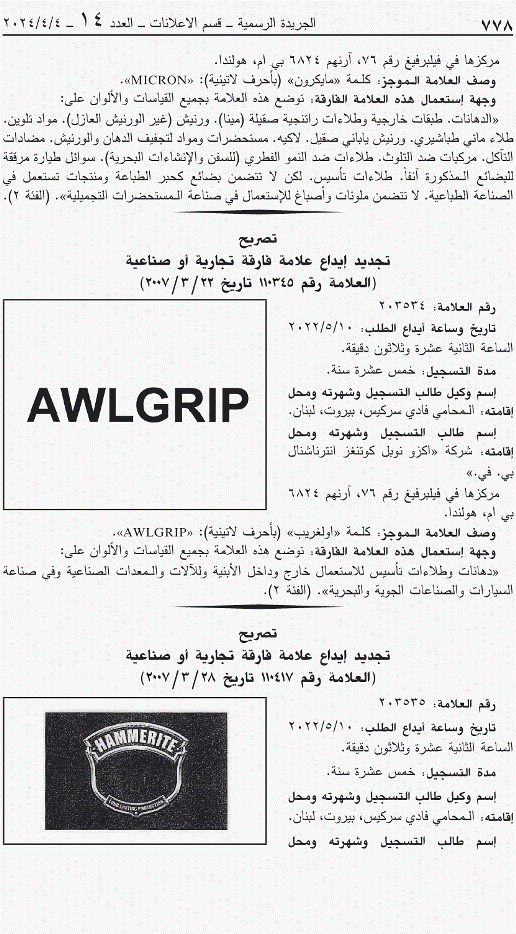 ٧٧٨ الجريدة الرسمية ــ قسم الاعلانات ــ العدد ١٤ ــ ٢٠٢٤/٤/٤
مركزها في فيلبرفيغ رقم ٧٦، آرنهم ٦٨٢٤ بي ام، هولندا.
وصف العلامة الموجز: كلمة «مايكرون» (بأحرف لاتينية): «MICRON».
وجهة إستعمال هذه العلامة الفارقة: توضع هذه العلامة بجميع القياسات والألوان على:
«الدهانات. طبقات خارجية وطلاءات راتنجية صقيلة (مينا). ورنيش (غير الورنيش العازل). مواد تلوين.
طلاء مائي طباشيري. ورنيش ياباني صقيل. لاكيه. مستحضرات ومواد لتجفيف الدهان والورنيش. مضادات
التآكل. مركبات ضد التلوث. طلاءات ضد النمو الفطري (للسفن والإنشاءات البحرية). سوائل طيارة مرققة
للبضائع المذكورة آنفاً. طلاءات تأسيس. لكن لا تتضمن بضائع كحبر الطباعة ومنتجات تستعمل في
الصناعة الطباعية. لا تتضمن ملونات وأصباغ للإستعمال في صناعة المستحضرات التجميلية». (الفئة ٢).
تصريح
تجديد إيداع علامة فارقة تجارية أو صناعية
(العلامة رقم ١١٠٣٤٥ تاريخ ٢٠٠٧/٣/٢٢)
رقم العلامة: ٢٠٣٥٣٤
تاريخ وساعة أيداع الطلب: ٢٠٢٢/٥/١٠
الساعة الثانية عشرة وثلاثون دقيقة.
مدة التسجيل: خمس عشرة سنة.
إسم وكيل طالب التسجيل وشهرته ومحل
إقامته: المحامي فادي سركيس، بيروت، لبنان.
إسم طالب التسجيل وشهرته ومحل
إقامته: شركة «اكزو نوبل كوتنغز انترناشنال
بي. في.»
مركزها في فيلبرفيغ رقم ٧٦، آرنهم ٦٨٢٤
بي ام، هولندا.
AWLGRIP
وصف العلامة الموجز: كلمة «اولغريب» (بأحرف لاتينية): «AWLGRIP».
وجهة إستعمال هذه العلامة الفارقة: توضع هذه العلامة بجميع القياسات والألوان على:
«دهانات وطلاءات تأسيس للاستعمال خارج وداخل الأبنية وللآلات والمعدات الصناعية وفي صناعة
السيارات والصناعات الجوية والبحرية». (الفئة ٢).
تصريح
تجديد إيداع علامة فارقة تجارية أو صناعية
(العلامة رقم ١١٠٤١٧ تاريخ ٢٠٠٧/٣/٢٨)
رقم العلامة: ٢٠٣٥٣٥
تاريخ وساعة أيداع الطلب: ٢٠٢٢/٥/١٠
الساعة الثانية عشرة وثلاثون دقيقة.
مدة التسجيل: خمس عشرة سنة.
إسم وكيل طالب التسجيل وشهرته ومحل
إقامته: المحامي فادي سركيس، بيروت، لبنان.
إسم طالب التسجيل وشهرته ومحل
HAMMERITE
LONG LASTING PROTECTION